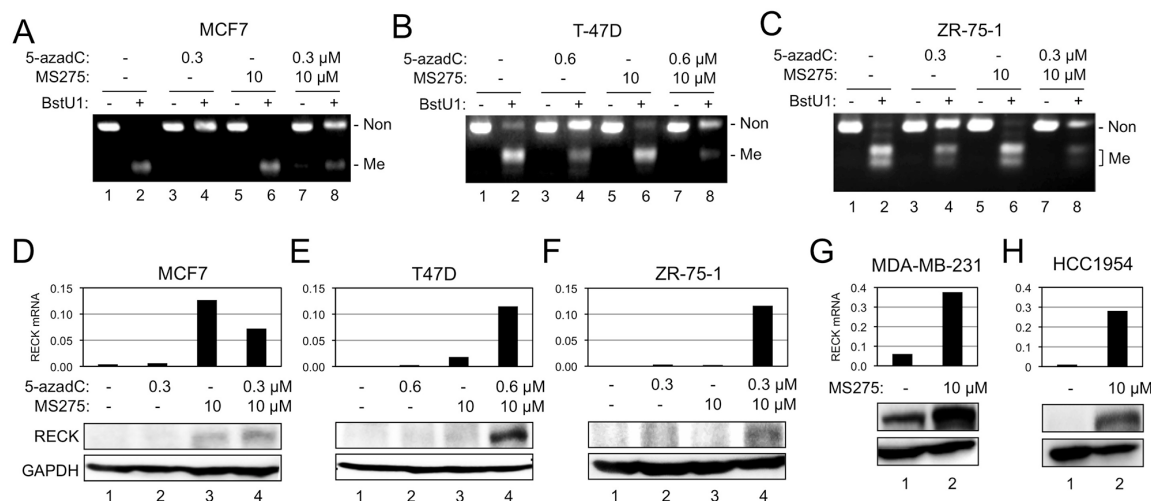 A
MCF7
5-azadC: - 0.3 - 0.3 μM
MS275: - - 10 10 μM
BstU1: - + - + - + - +
- Non
- Me
1 2 3 4 5 6 7 8
B
T-47D
5-azadC: - 0.6 - 0.6 μM
MS275: - - 10 10 μM
BstU1: - + - + - + - +
- Non
- Me
1 2 3 4 5 6 7 8
C
ZR-75-1
5-azadC: - 0.3 - 0.3 μM
MS275: - - 10 10 μM
BstU1: - + - + - + - +
- Non
Me
1 2 3 4 5 6 7 8
D
MCF7
RECK mRNA
0.15
0.10
0.05
0.00
5-azadC: - 0.3 - 0.3 μM
MS275: - - 10 10 μM
RECK
GAPDH
1 2 3 4
E
T47D
0.15
0.10
0.05
0.00
- 0.6 - 0.6 μM
- - 10 10 μM
1 2 3 4
F
ZR-75-1
0.15
0.10
0.05
0.00
- 0.3 - 0.3 μM
- - 10 10 μM
1 2 3 4
G
MDA-MB-231
RECK mRNA
0.4
0.3
0.2
0.1
0
MS275: - 10 μM
1 2
H
HCC1954
0.4
0.3
0.2
0.1
0
- 10 μM
1 2